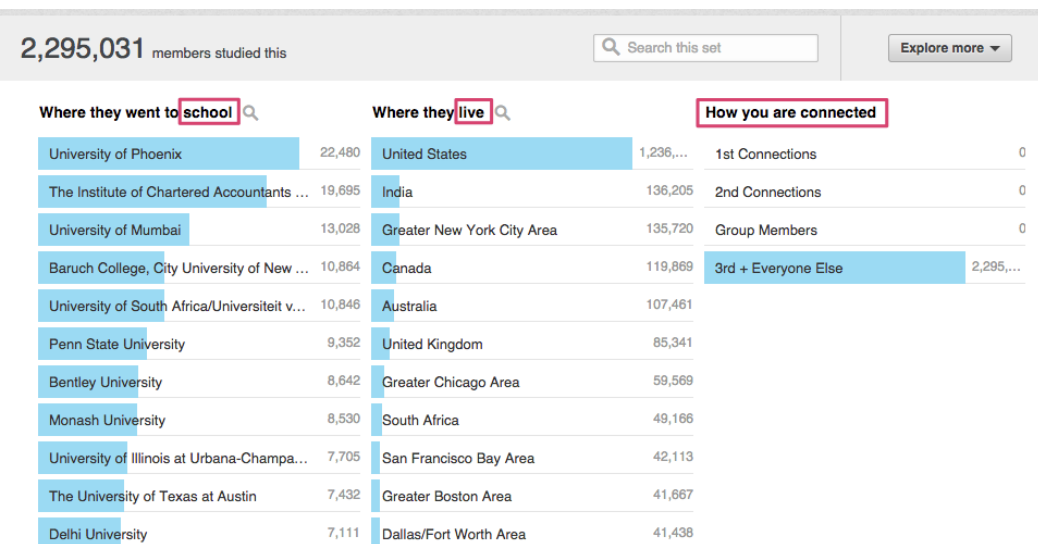 2,295,031 members studied this
Search this set
Explore more
Where they went to school
University of Phoenix 22,480
The Institute of Chartered Accountants ... 19,695
University of Mumbai 13,028
Baruch College, City University of New ... 10,864
University of South Africa/Universiteit v... 10,846
Penn State University 9,352
Bentley University 8,642
Monash University 8,530
University of Illinois at Urbana-Champa... 7,705
The University of Texas at Austin 7,432
Delhi University 7,111
Where they live
United States 1,236,...
India 136,205
Greater New York City Area 135,720
Canada 119,869
Australia 107,461
United Kingdom 85,341
Greater Chicago Area 59,569
South Africa 49,166
San Francisco Bay Area 42,113
Greater Boston Area 41,667
Dallas/Fort Worth Area 41,438
How you are connected
1st Connections 0
2nd Connections 0
Group Members 0
3rd + Everyone Else 2,295,...